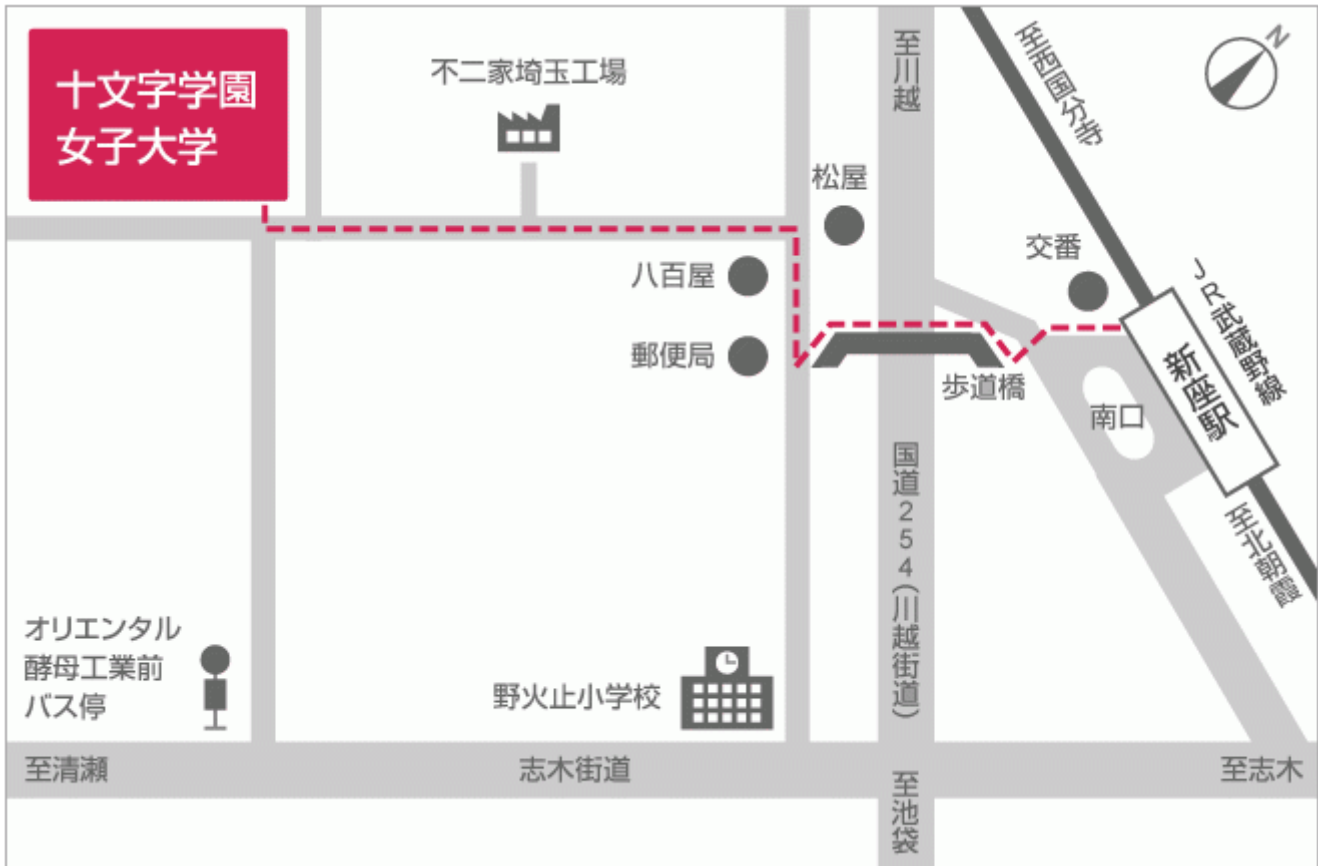 十文字学園
女子大学
不二家埼玉工場
至川越
至西国分寺
N
松屋
交番
八百屋
JR武蔵野線
郵便局
歩道橋
新座駅
南口
国道254(川越街道)
至北朝霞
オリエンタル
酵母工業前
バス停
野火止小学校
至清瀬
志木街道
至志木
至池袋